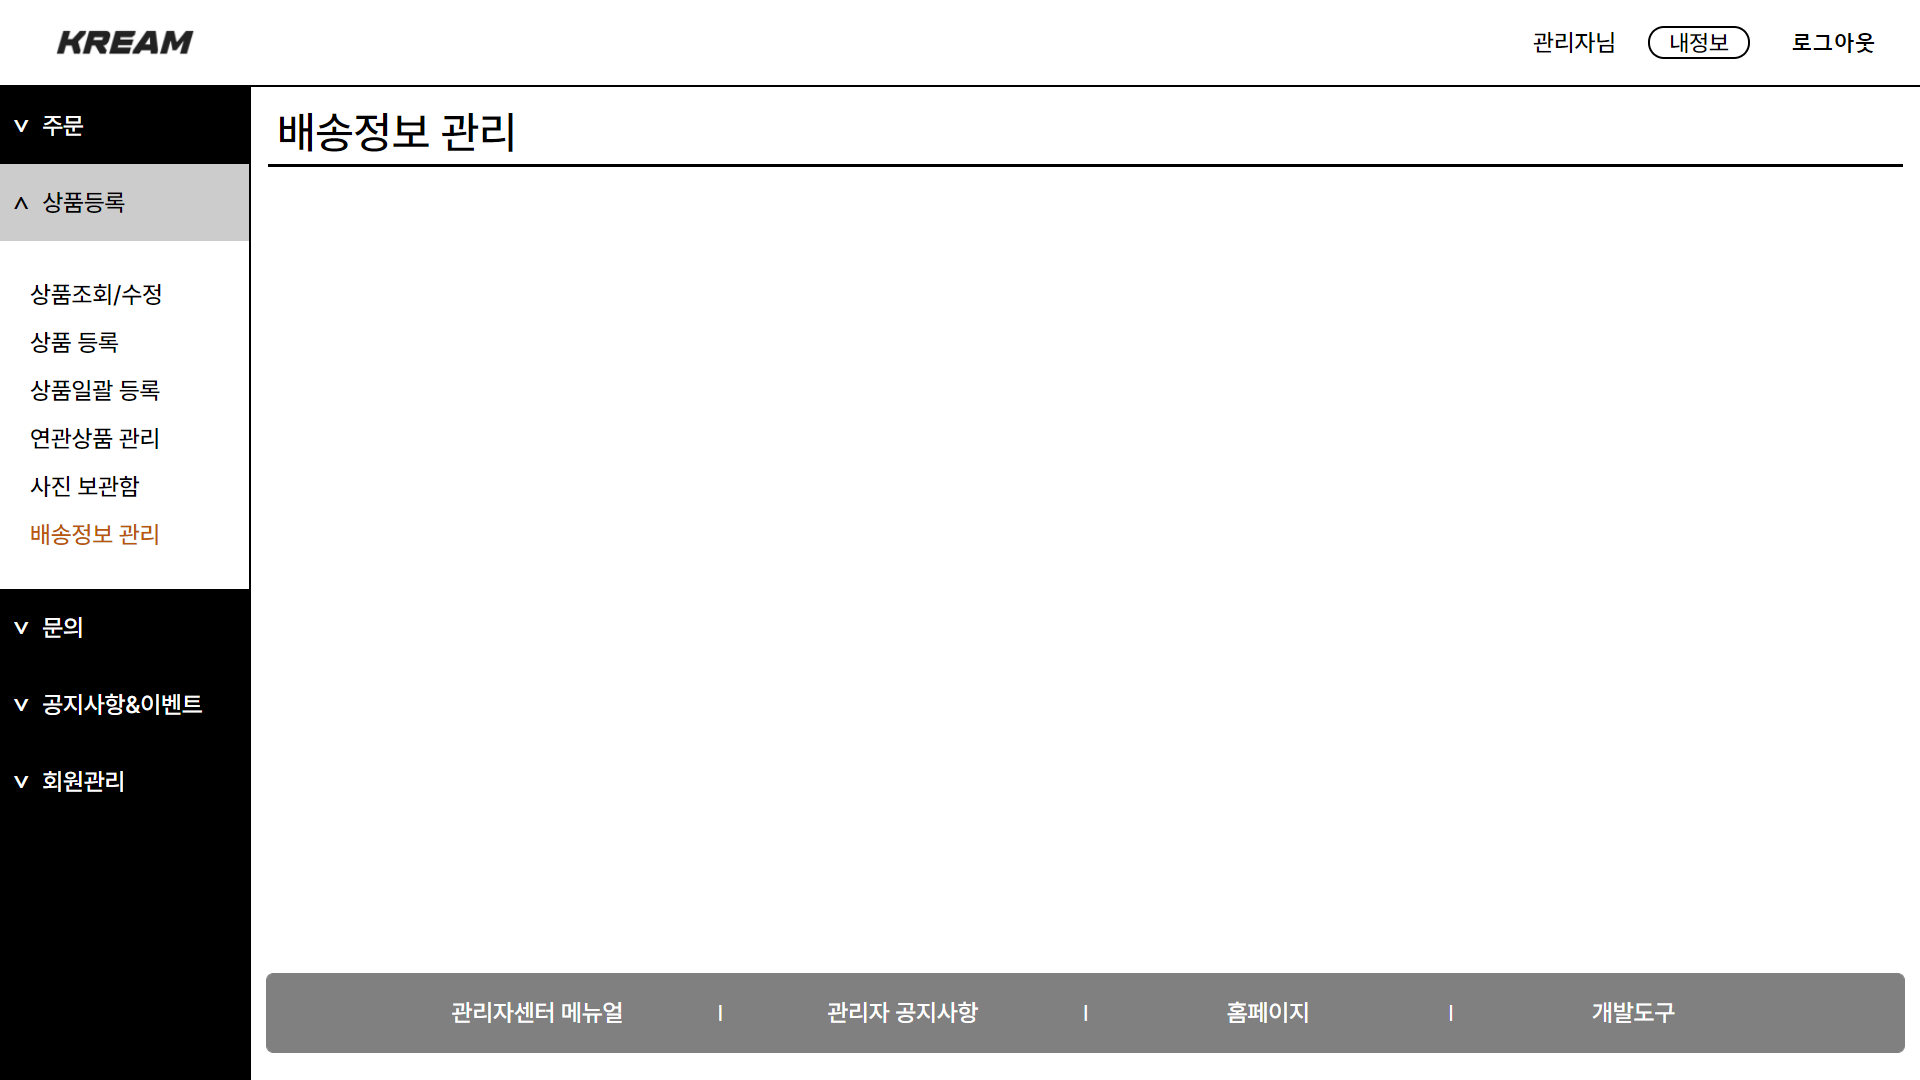 KREAM
관리자님 내정보 로그아웃
∨ 주문
∧ 상품등록
상품조회/수정
상품 등록
상품일괄 등록
연관상품 관리
사진 보관함
배송정보 관리
∨ 문의
∨ 공지사항&이벤트
∨ 회원관리
배송정보 관리
관리자센터 메뉴얼 | 관리자 공지사항 | 홈페이지 | 개발도구